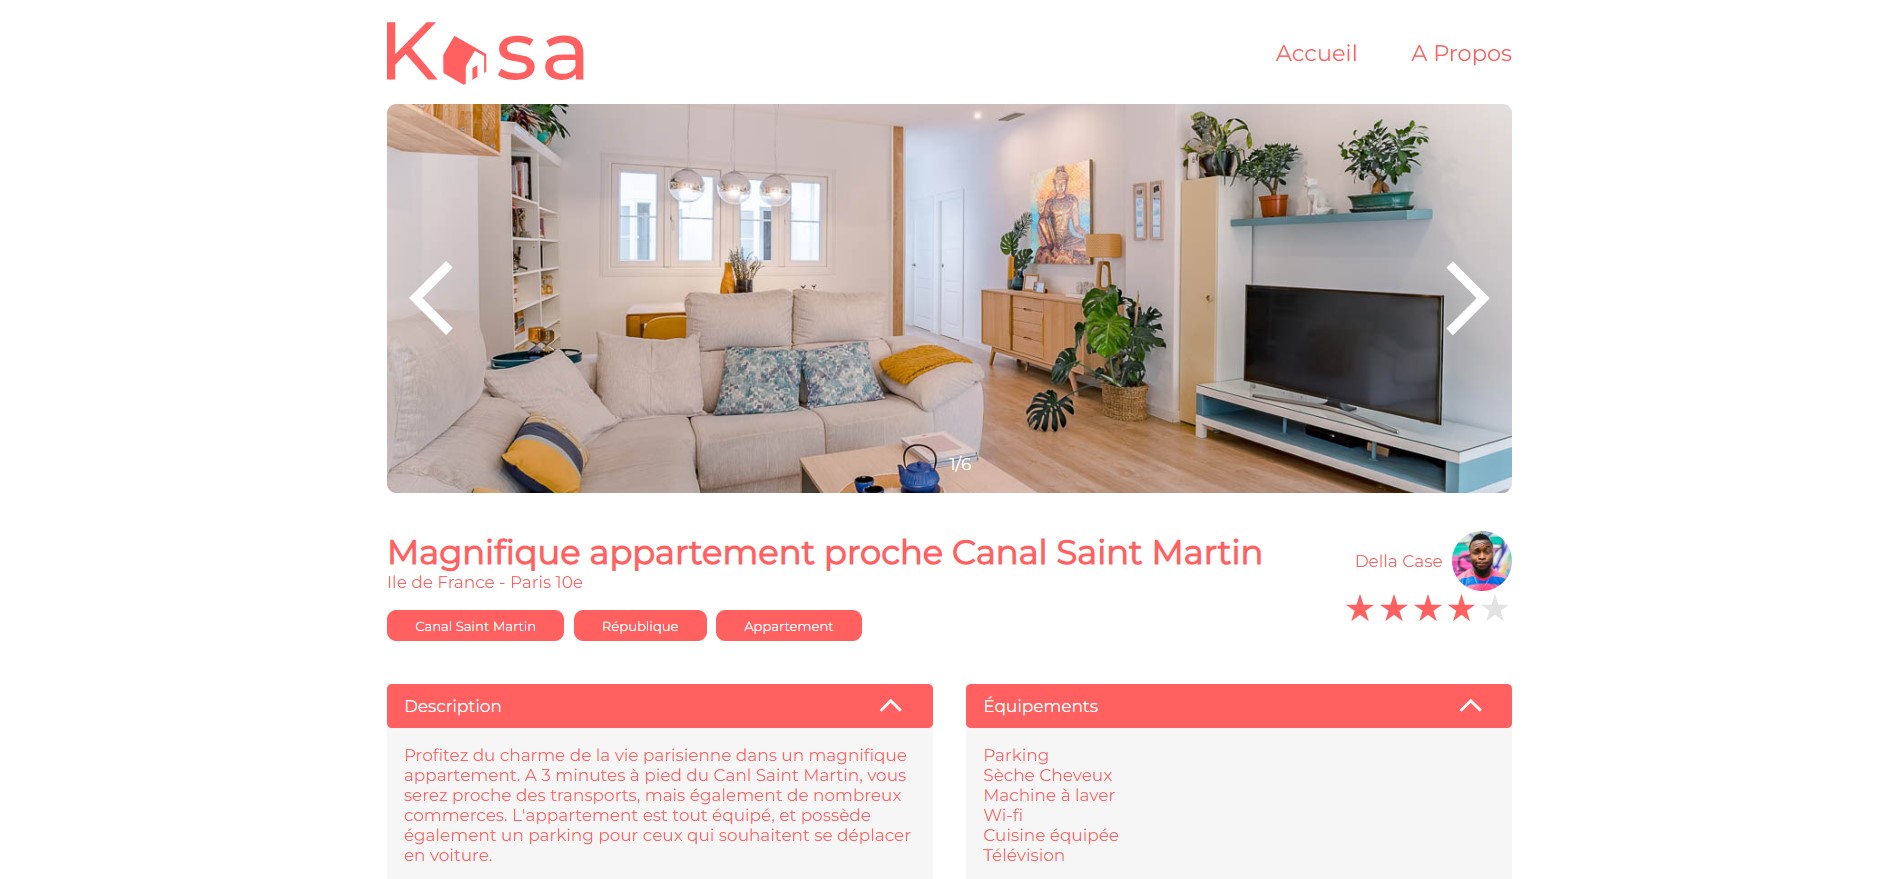 Kasa
Accueil
A Propos
1/6
Magnifique appartement proche Canal Saint Martin
Ile de France - Paris 10e
Della Case
Canal Saint Martin
République
Appartement
Description
Profitez du charme de la vie parisienne dans un magnifique
appartement. A 3 minutes à pied du Canl Saint Martin, vous
serez proche des transports, mais également de nombreux
commerces. L'appartement est tout équipé, et possède
également un parking pour ceux qui souhaitent se déplacer
en voiture.
Équipements
Parking
Sèche Cheveux
Machine à laver
Wi-fi
Cuisine équipée
Télévision